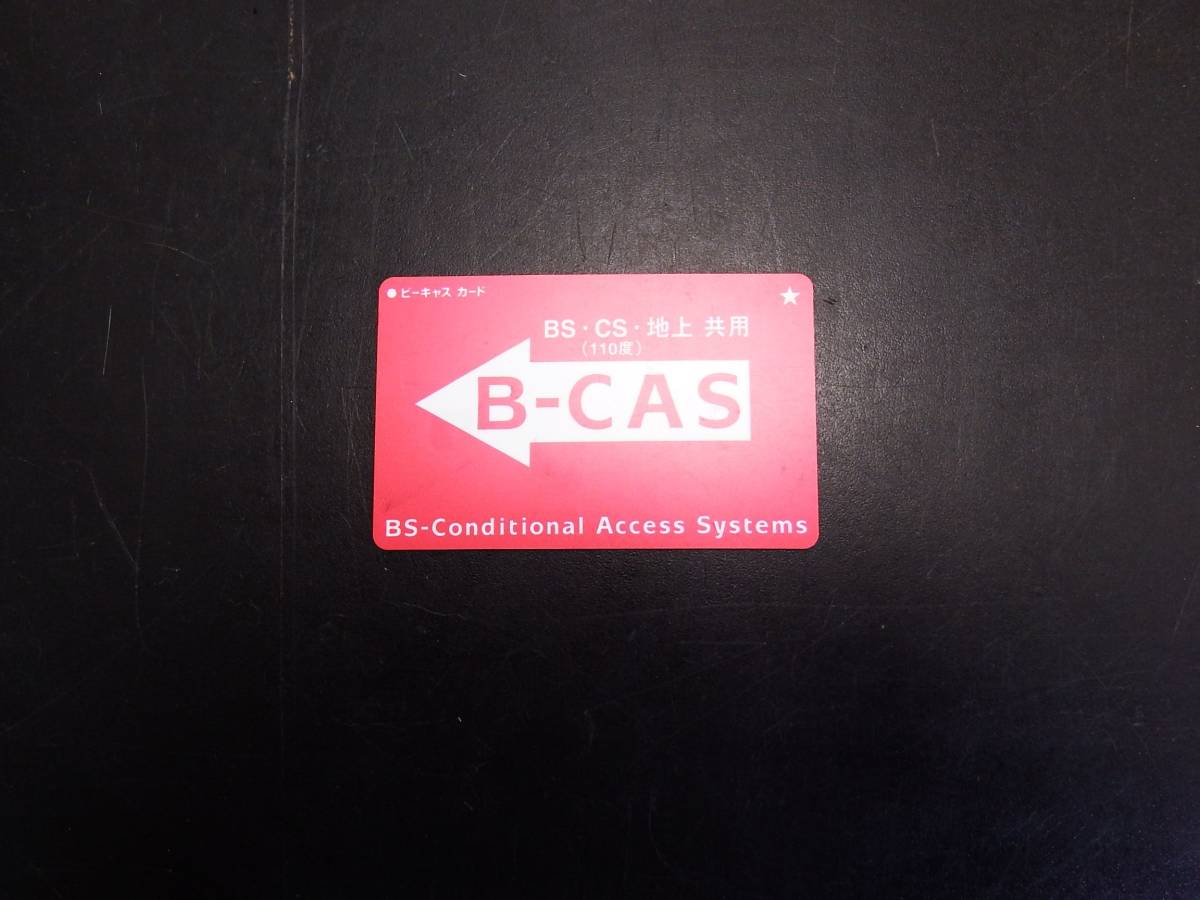 ● ビーキャス カード
★
BS・CS・地上 共用
（110度）
B-CAS
BS-Conditional Access Systems